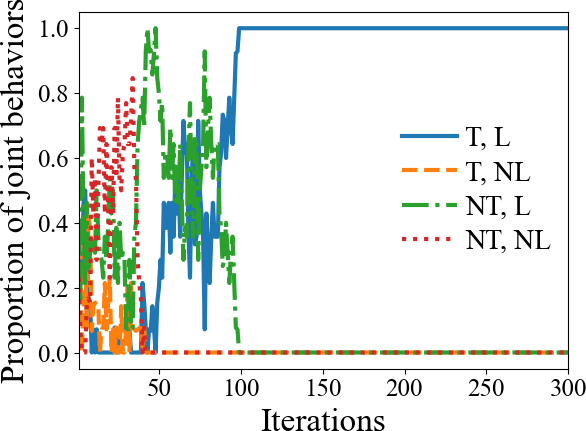 Proportion of joint behaviors
1.0
0.8
0.6
0.4
0.2
0.0
T, L
T, NL
NT, L
NT, NL
50 100 150 200 250 300
Iterations